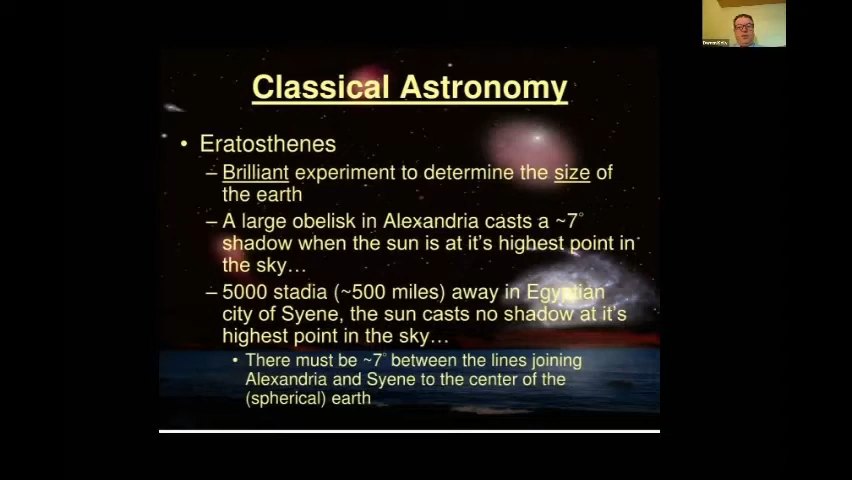 Classical Astronomy
• Eratosthenes
– Brilliant experiment to determine the size of
the earth
– A large obelisk in Alexandria casts a ~7°
shadow when the sun is at it's highest point in
the sky…
– 5000 stadia (~500 miles) away in Egyptian
city of Syene, the sun casts no shadow at it's
highest point in the sky…
• There must be ~7° between the lines joining
Alexandria and Syene to the center of the
(spherical) earth